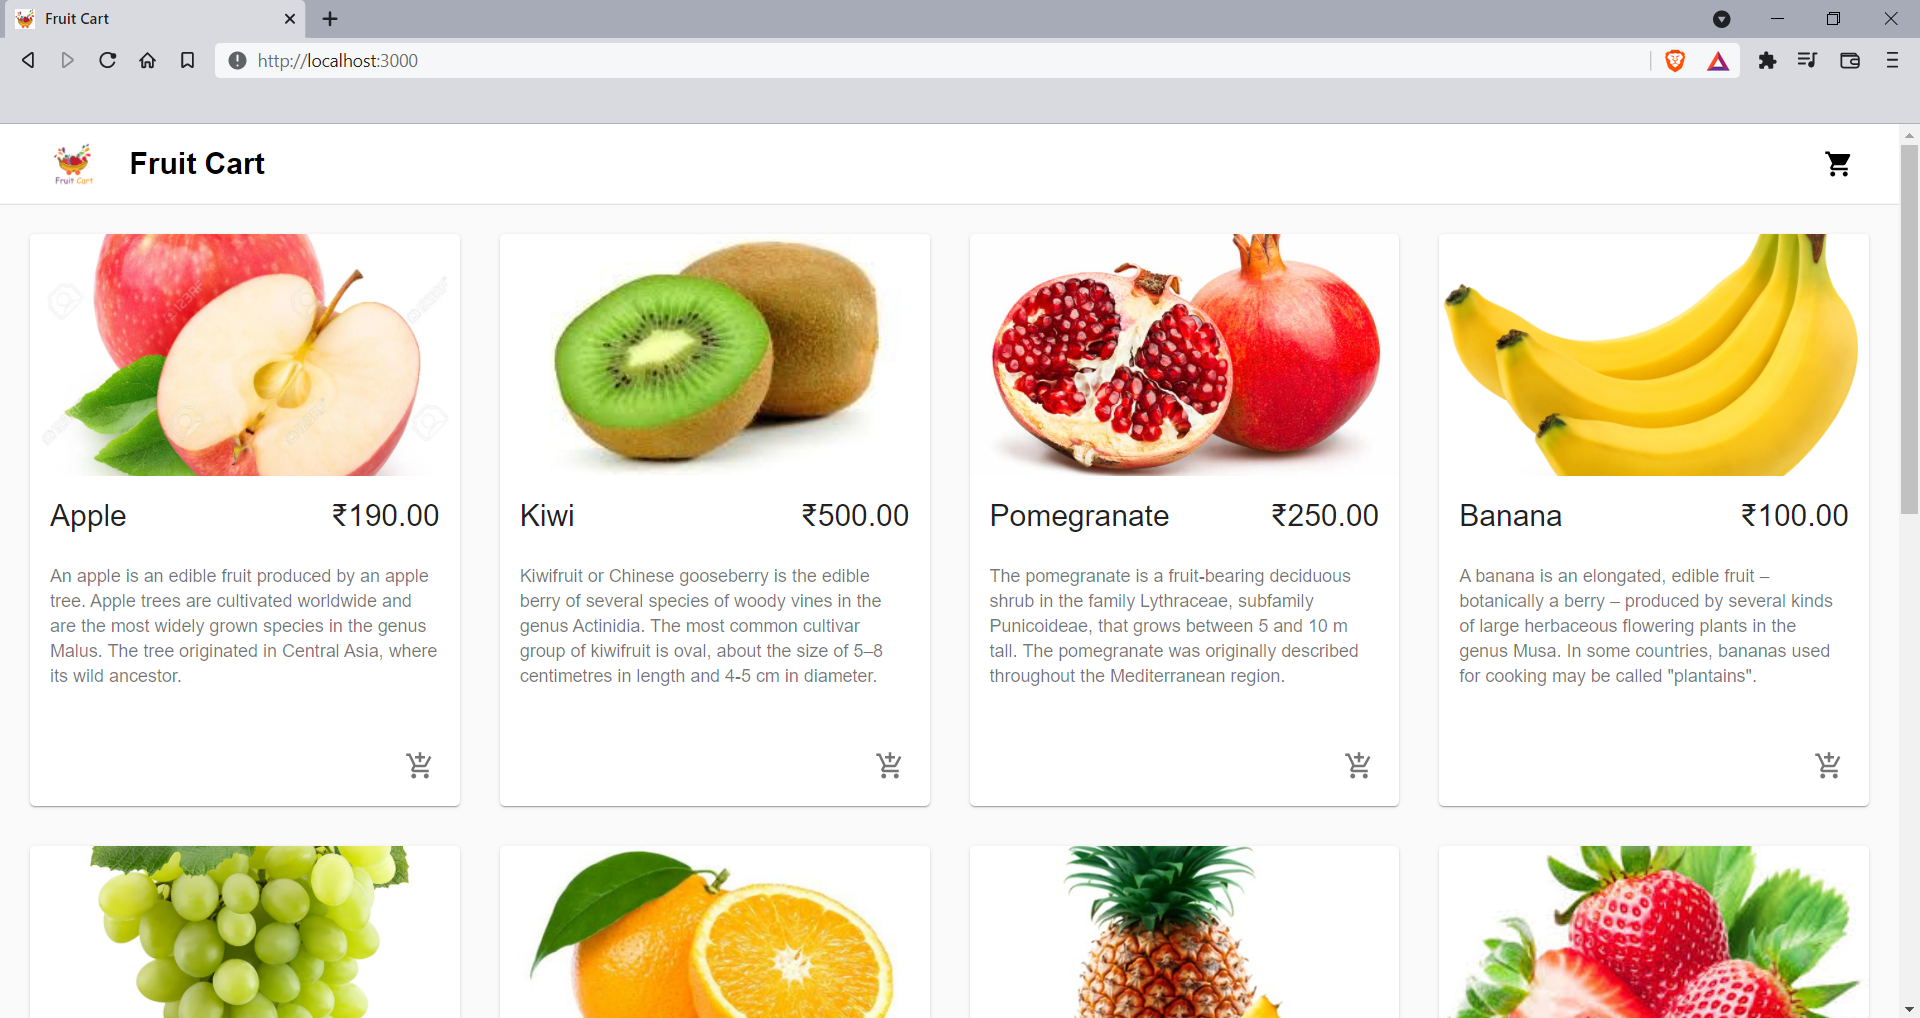 Fruit Cart
http://localhost:3000
Fruit Cart
Fruit Cart
Apple
₹190.00
An apple is an edible fruit produced by an apple
tree. Apple trees are cultivated worldwide and
are the most widely grown species in the genus
Malus. The tree originated in Central Asia, where
its wild ancestor.
Kiwi
₹500.00
Kiwifruit or Chinese gooseberry is the edible
berry of several species of woody vines in the
genus Actinidia. The most common cultivar
group of kiwifruit is oval, about the size of 5–8
centimetres in length and 4-5 cm in diameter.
Pomegranate
₹250.00
The pomegranate is a fruit-bearing deciduous
shrub in the family Lythraceae, subfamily
Punicoideae, that grows between 5 and 10 m
tall. The pomegranate was originally described
throughout the Mediterranean region.
Banana
₹100.00
A banana is an elongated, edible fruit –
botanically a berry – produced by several kinds
of large herbaceous flowering plants in the
genus Musa. In some countries, bananas used
for cooking may be called "plantains".